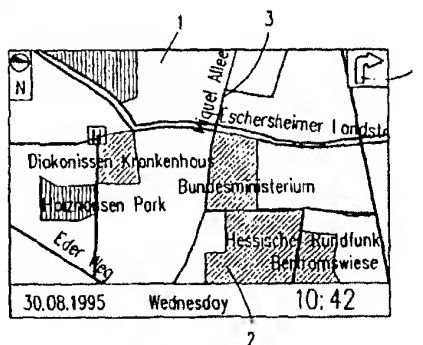 1
3
N
Miquel Allee
Eschersheimer Landstr
H
Diakonissen Krankenhaus
Bundesministerium
Holzhausen Park
Eder Weg
Hessischer Rundfunk
Bertramswiese
30.08.1995 Wednesday 10:42
2